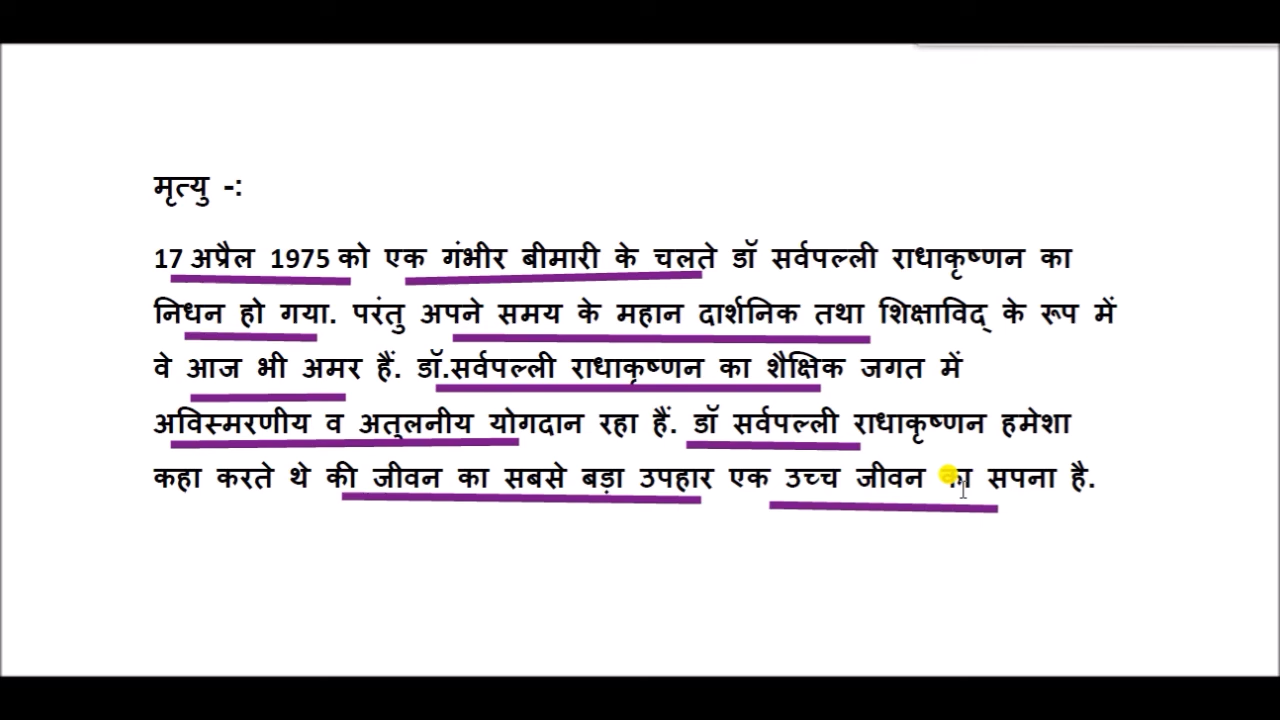 मृत्यु -:
17 अप्रैल 1975 को एक गंभीर बीमारी के चलते डॉ सर्वपल्ली राधाकृष्णन का
निधन हो गया. परंतु अपने समय के महान दार्शनिक तथा शिक्षाविद् के रूप में
वे आज भी अमर हैं. डॉ.सर्वपल्ली राधाकृष्णन का शैक्षिक जगत में
अविस्मरणीय व अतुलनीय योगदान रहा हैं. डॉ सर्वपल्ली राधाकृष्णन हमेशा
कहा करते थे की जीवन का सबसे बड़ा उपहार एक उच्च जीवन का सपना है.